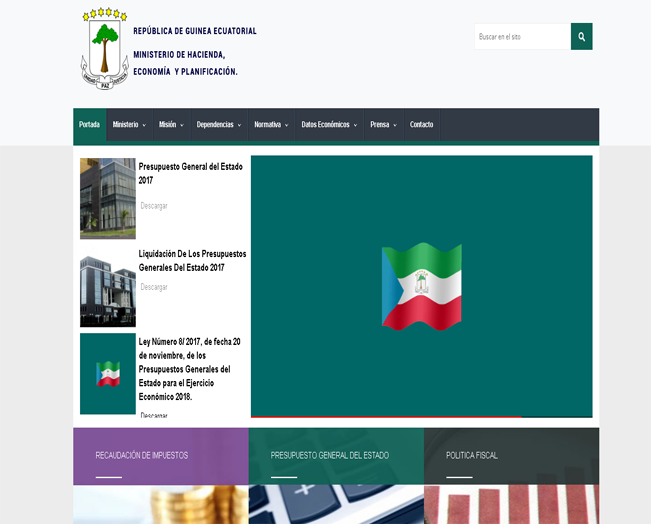 REPÚBLICA DE GUINEA ECUATORIAL
MINISTERIO DE HACIENDA,
ECONOMÍA Y PLANIFICACIÓN.
UNIDAD PAZ JUSTICIA
Buscar en el sito
Portada Ministerio Misión Dependencias Normativa Datos Económicos Prensa Contacto
Presupuesto General del Estado
2017
Descargar
Liquidación De Los Presupuestos
Generales Del Estado 2017
Descargar
Ley Número 8/ 2017, de fecha 20
de noviembre, de los
Presupuestos Generales del
Estado para el Ejercicio
Económico 2018.
Descargar
RECAUDACIÓN DE IMPUESTOS
PRESUPUESTO GENERAL DEL ESTADO
POLITICA FISCAL